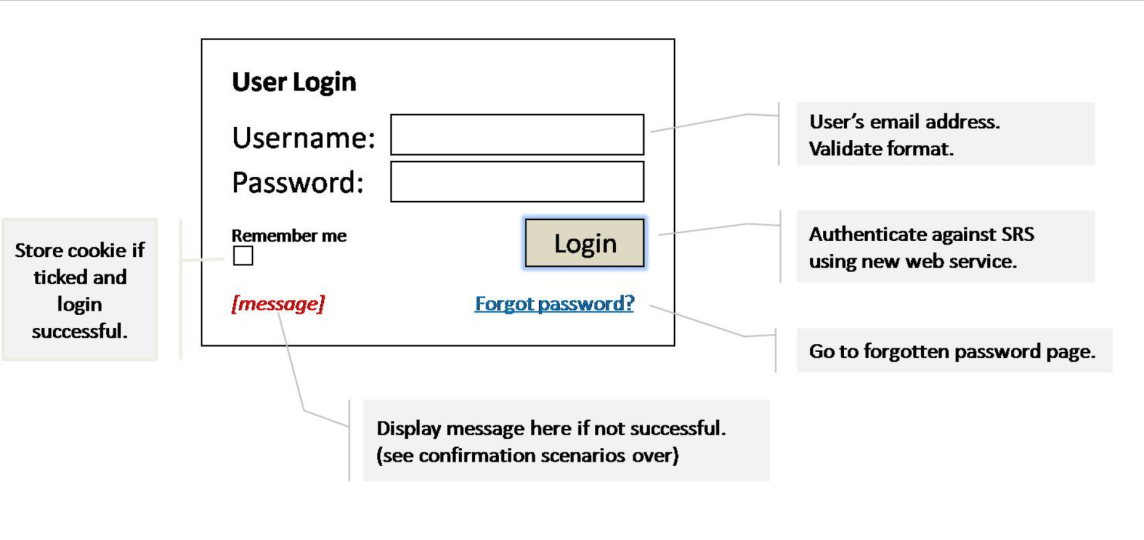 User Login
Username:
Password:
Remember me
Login
[message]
Forgot password?
User's email address.
Validate format.
Authenticate against SRS
using new web service.
Go to forgotten password page.
Store cookie if
ticked and
login
successful.
Display message here if not successful.
(see confirmation scenarios over)